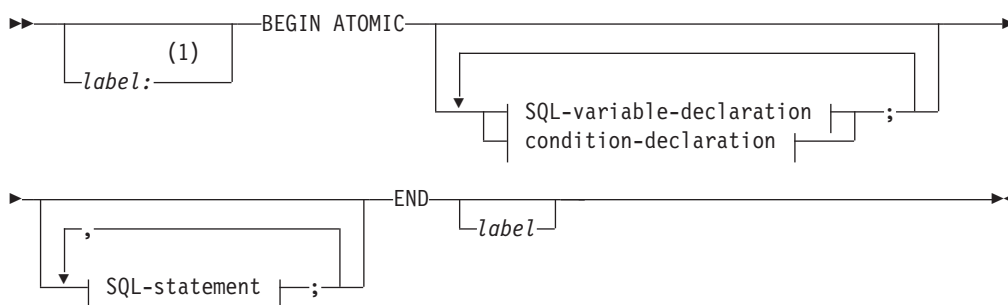 BEGIN ATOMIC
(1)
label:
SQL-variable-declaration ;
condition-declaration
END
label
,
SQL-statement ;